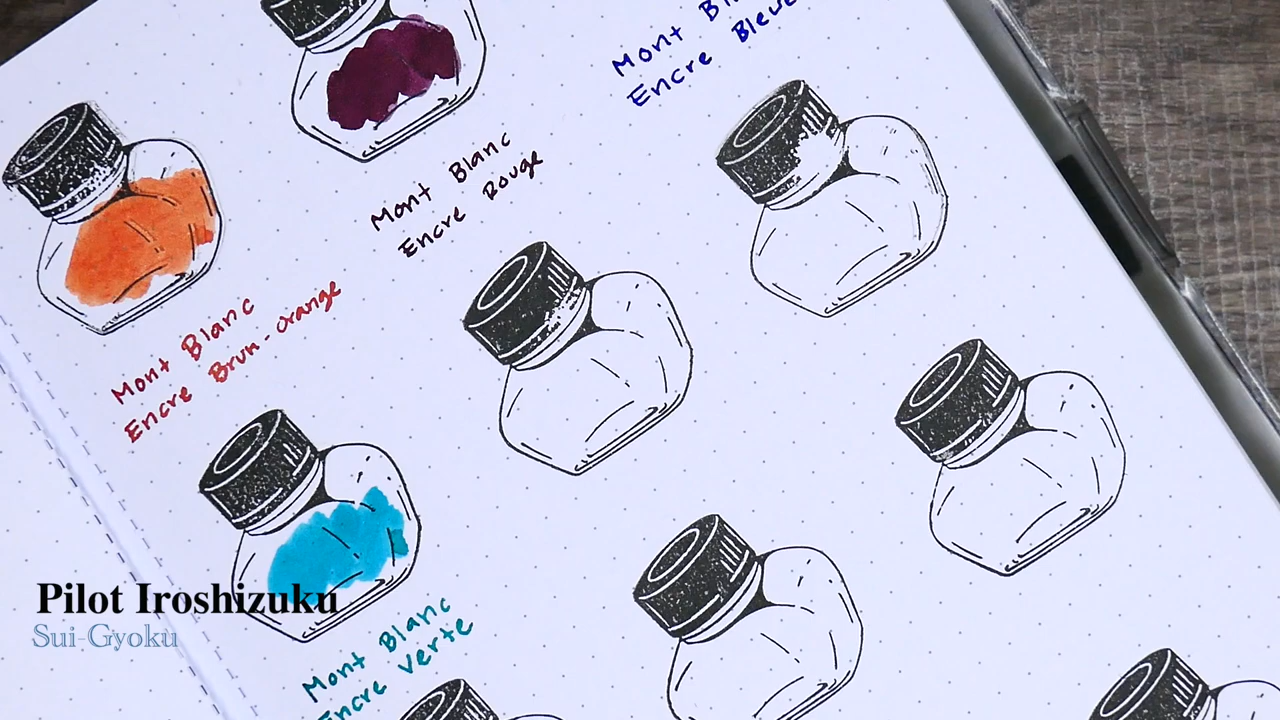 Mont
Encre Bleue
Mont Blanc
Encre Rouge
Mont Blanc
Encre Brun-orange
Mont Blanc
Encre Verte
Pilot Iroshizuku
Sui-Gyoku